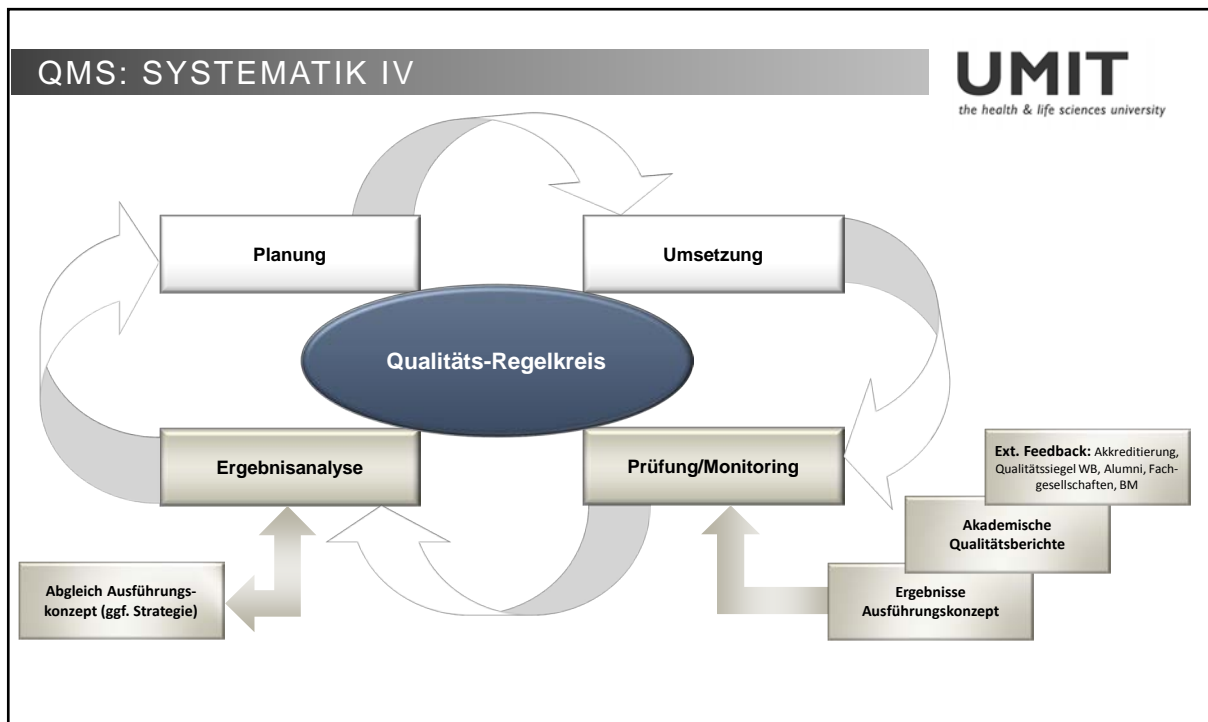 QMS: SYSTEMATIK IV
UMIT
the health & life sciences university
Planung
Umsetzung
Qualitäts-Regelkreis
Ergebnisanalyse
Prüfung/Monitoring
Ext. Feedback: Akkreditierung,
Qualitätssiegel WB, Alumni, Fach-
gesellschaften, BM
Akademische
Qualitätsberichte
Ergebnisse
Ausführungskonzept
Abgleich Ausführungs-
konzept (ggf. Strategie)